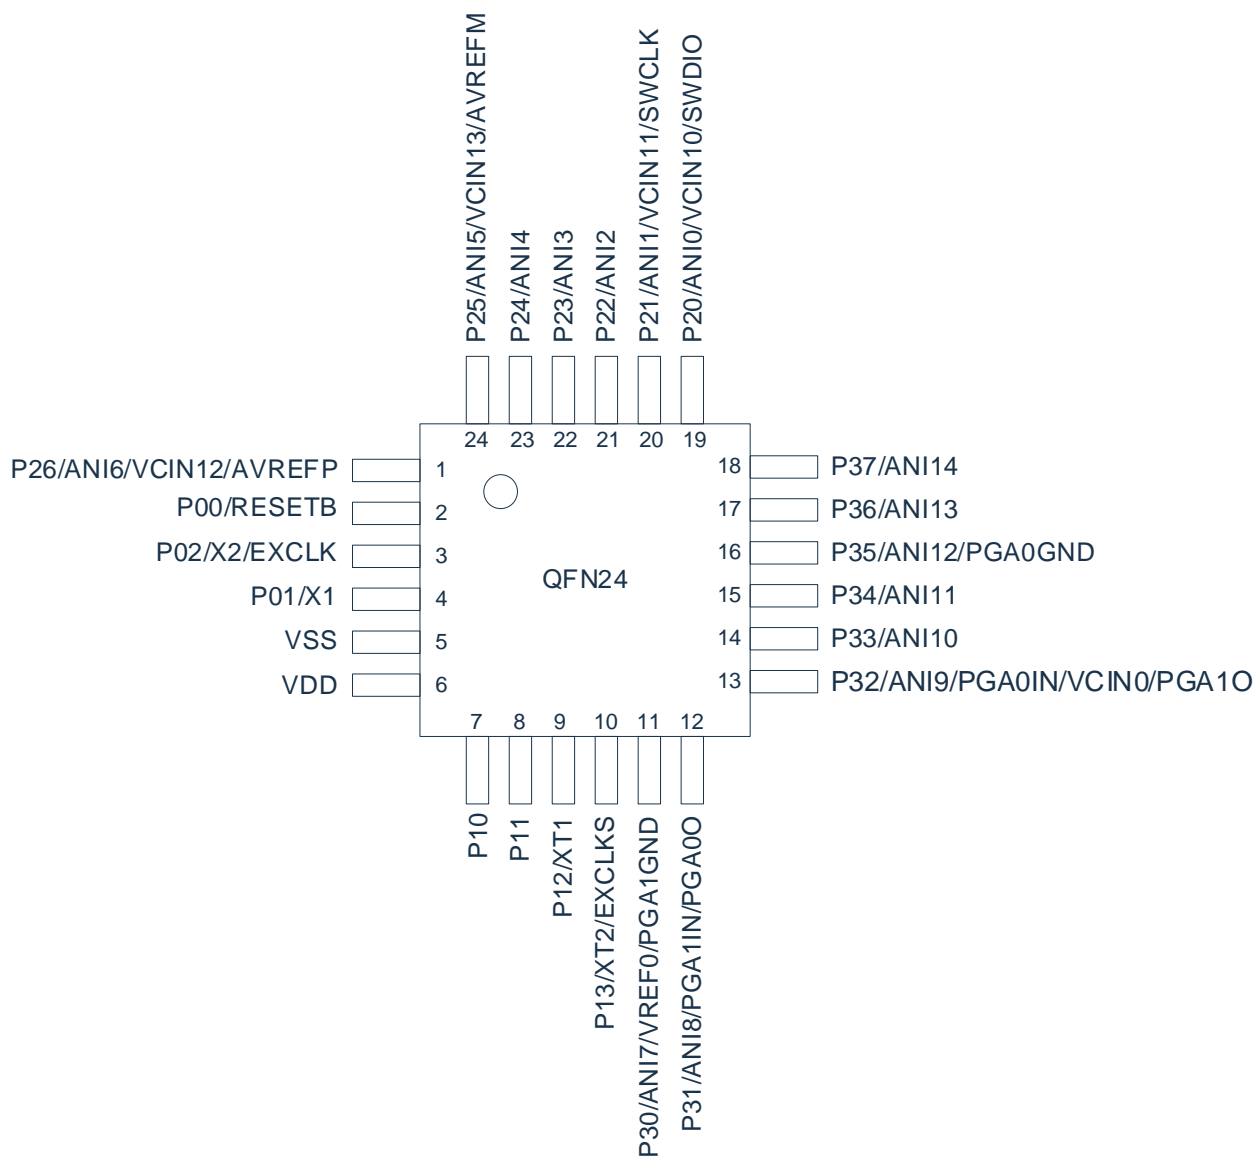 P25/ANI5/VCIN13/AVREFM
P24/ANI4
P23/ANI3
P22/ANI2
P21/ANI1/VCIN11/SWCLK
P20/ANI0/VCIN10/SWDIO
24
23
22
21
20
19
P26/ANI6/VCIN12/AVREFP
1
P00/RESETB
2
P02/X2/EXCLK
3
P01/X1
4
VSS
5
VDD
6
QFN24
18
P37/ANI14
17
P36/ANI13
16
P35/ANI12/PGA0GND
15
P34/ANI11
14
P33/ANI10
13
P32/ANI9/PGA0IN/VCIN0/PGA1O
7
8
9
10
11
12
P10
P11
P12/XT1
P13/XT2/EXCLKS
P30/ANI7/VREF0/PGA1GND
P31/ANI8/PGA1IN/PGA0O